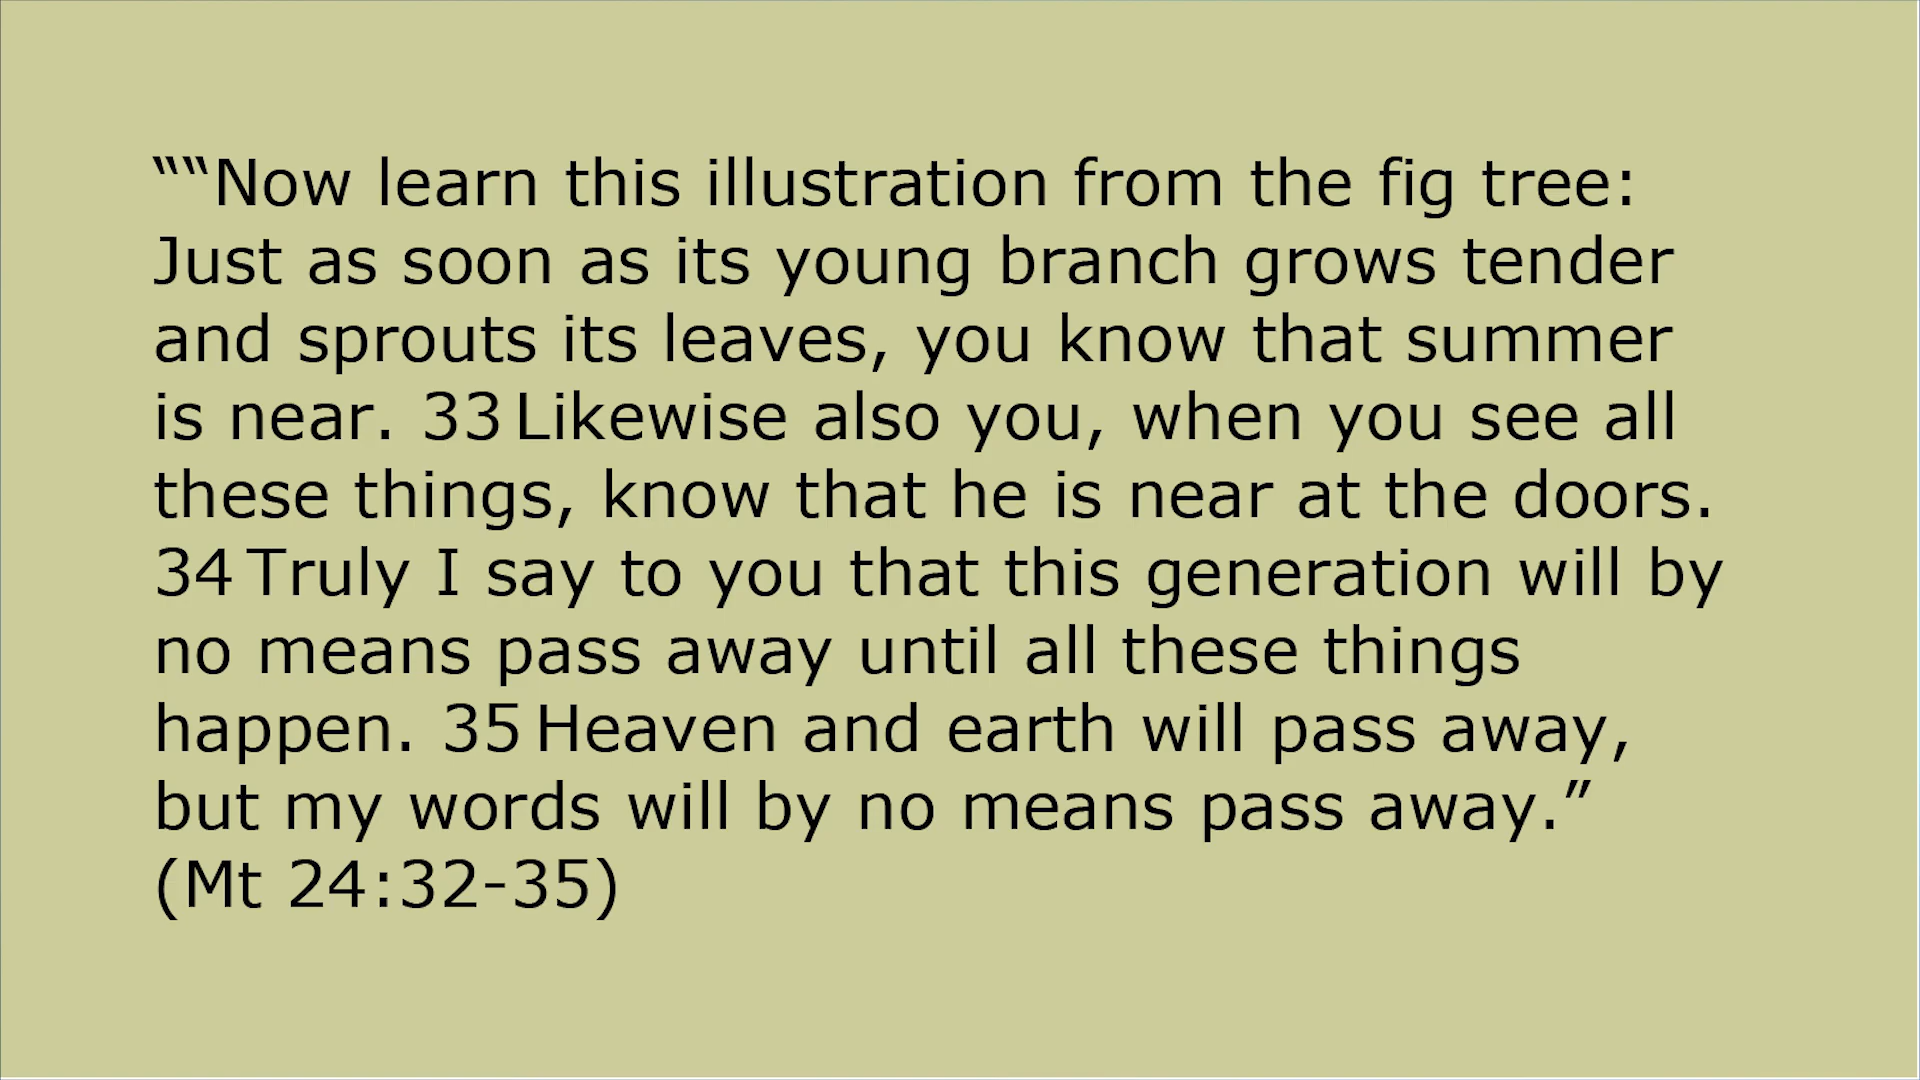 ““Now learn this illustration from the fig tree:
Just as soon as its young branch grows tender
and sprouts its leaves, you know that summer
is near. 33 Likewise also you, when you see all
these things, know that he is near at the doors.
34 Truly I say to you that this generation will by
no means pass away until all these things
happen. 35 Heaven and earth will pass away,
but my words will by no means pass away.”
(Mt 24:32-35)